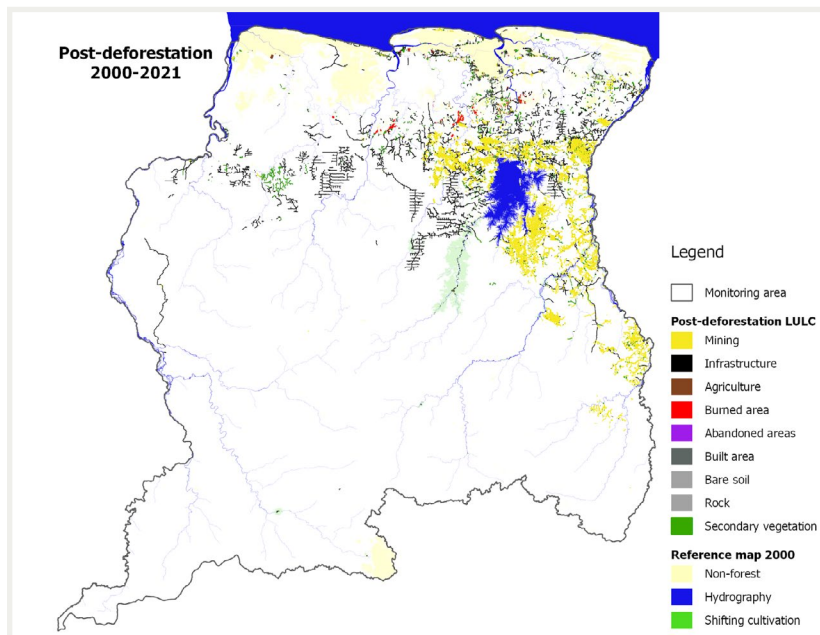 Post-deforestation
2000-2021
Legend
Monitoring area
Post-deforestation LULC
Mining
Infrastructure
Agriculture
Burned area
Abandoned areas
Built area
Bare soil
Rock
Secondary vegetation
Reference map 2000
Non-forest
Hydrography
Shifting cultivation